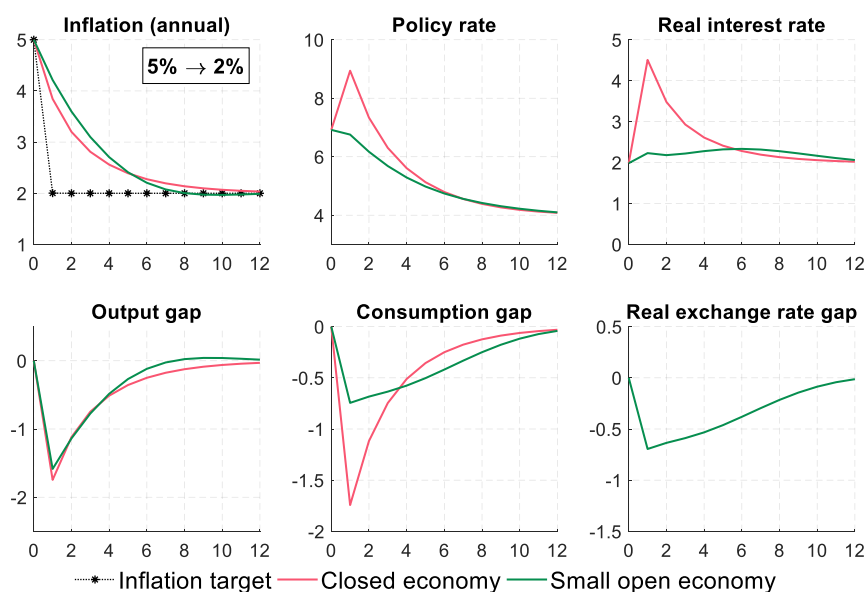 Inflation (annual)
5
4
3
2
1
0 2 4 6 8 10 12
5% → 2%
Policy rate
10
8
6
4
0 2 4 6 8 10 12
Real interest rate
5
4
3
2
1
0
0 2 4 6 8 10 12
Output gap
0
-1
-2
0 2 4 6 8 10 12
Consumption gap
0
-0.5
-1
-1.5
-2
0 2 4 6 8 10 12
Real exchange rate gap
0.5
0
-0.5
-1
-1.5
0 2 4 6 8 10 12
Inflation target Closed economy Small open economy